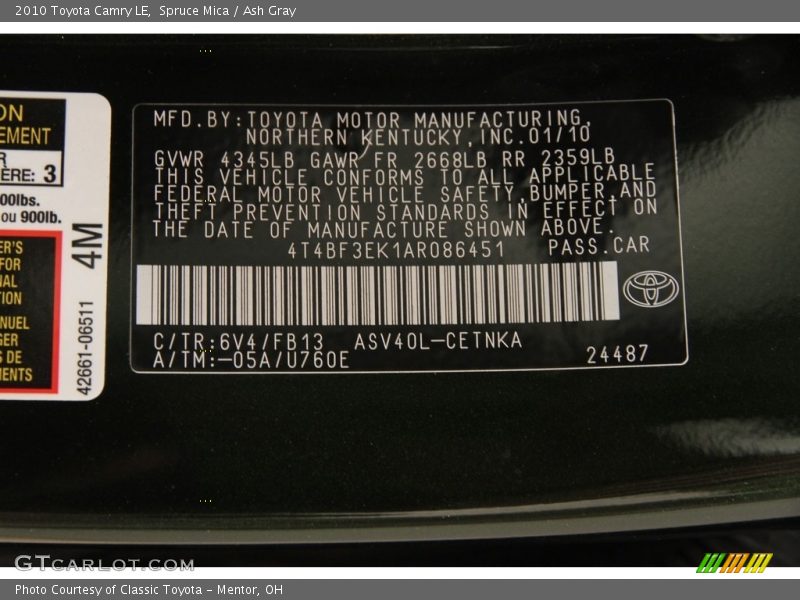 2010 Toyota Camry LE, Spruce Mica / Ash Gray
ON
EMENT
R
ÈRE: 3
00lbs.
ou 900lb.
ER'S
FOR
NAL
TION
ANUEL
GER
S DE
MENTS
4M
42661-06511
MFD.BY:TOYOTA MOTOR MANUFACTURING,
NORTHERN KENTUCKY,INC.01/10
GVWR 4345LB GAWR/FR 2668LB RR 2359LB
THIS VEHICLE CONFORMS TO ALL APPLICABLE
FEDERAL MOTOR VEHICLE SAFETY,BUMPER,AND
THEFT PREVENTION STANDARDS IN EFFECT ON
THE DATE OF MANUFACTURE SHOWN ABOVE.
4T4BF3EK1AR086451 PASS.CAR
C/TR:6V4/FB13 ASV40L-CETNKA
A/TM:-05A/U760E 24487
GTCARLOT.COM
Photo Courtesy of Classic Toyota - Mentor, OH